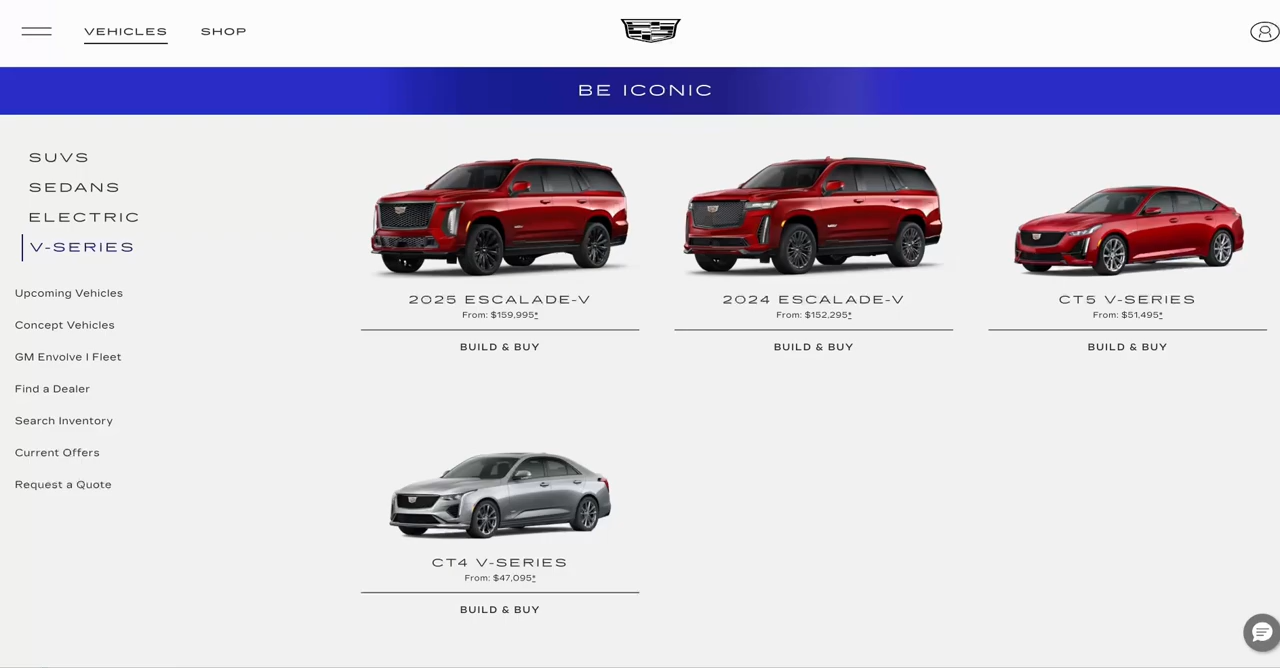 VEHICLES
SHOP
BE ICONIC
SUVS
SEDANS
ELECTRIC
V-SERIES
Upcoming Vehicles
Concept Vehicles
GM Envolve I Fleet
Find a Dealer
Search Inventory
Current Offers
Request a Quote
2025 ESCALADE-V
From: $159,995*
BUILD & BUY
2024 ESCALADE-V
From: $152,295*
BUILD & BUY
CT5 V-SERIES
From: $51,495*
BUILD & BUY
CT4 V-SERIES
From: $47,095*
BUILD & BUY